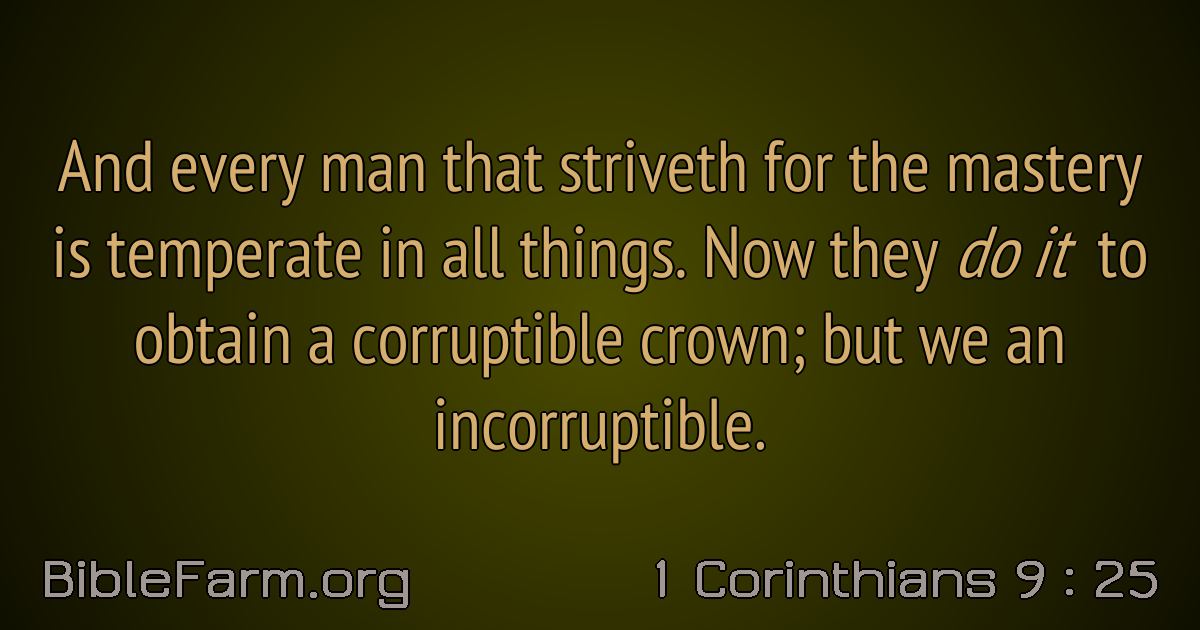 And every man that striveth for the mastery
is temperate in all things. Now they do it to
obtain a corruptible crown; but we an
incorruptible.
BibleFarm.org
1 Corinthians 9 : 25